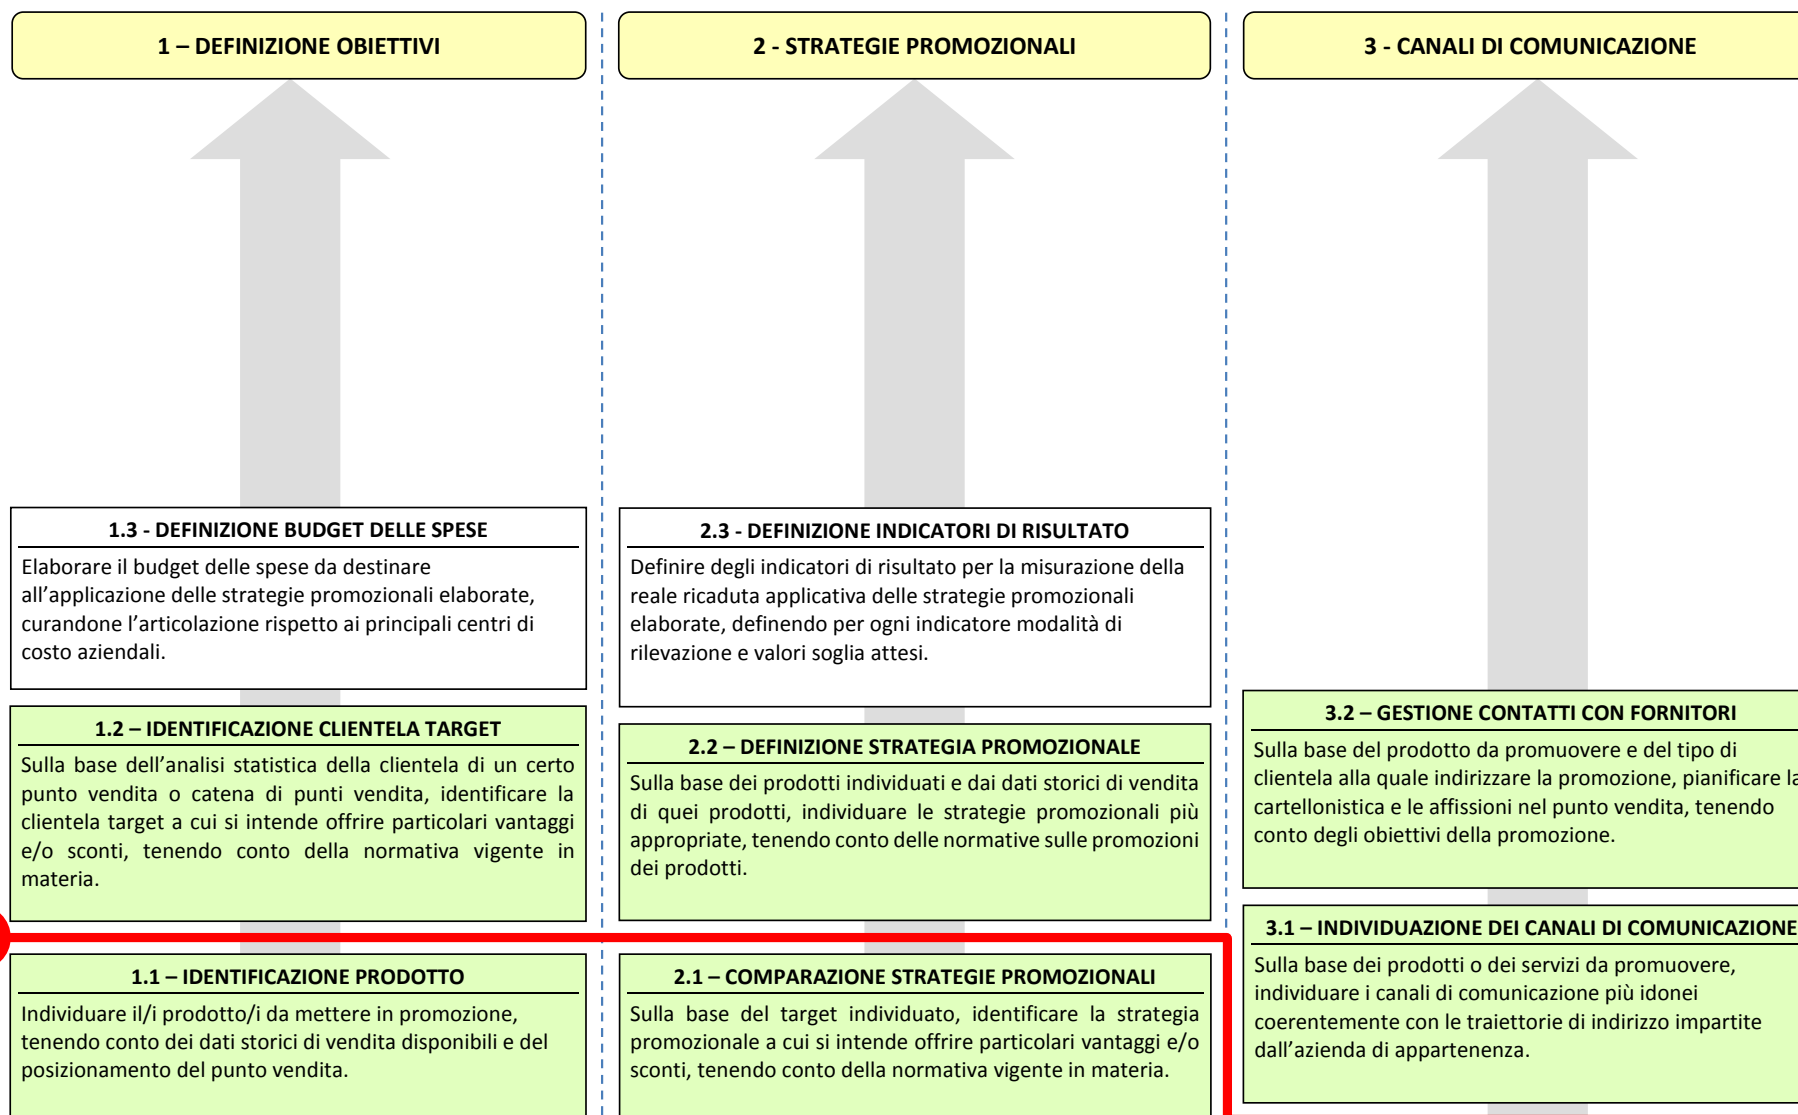 1 – DEFINIZIONE OBIETTIVI
2 - STRATEGIE PROMOZIONALI
3 - CANALI DI COMUNICAZIONE
1.3 - DEFINIZIONE BUDGET DELLE SPESE
Elaborare il budget delle spese da destinare
all’applicazione delle strategie promozionali elaborate,
curandone l’articolazione rispetto ai principali centri di
costo aziendali.
2.3 - DEFINIZIONE INDICATORI DI RISULTATO
Definire degli indicatori di risultato per la misurazione della
reale ricaduta applicativa delle strategie promozionali
elaborate, definendo per ogni indicatore modalità di
rilevazione e valori soglia attesi.
1.2 – IDENTIFICAZIONE CLIENTELA TARGET
Sulla base dell’analisi statistica della clientela di un certo
punto vendita o catena di punti vendita, identificare la
clientela target a cui si intende offrire particolari vantaggi
e/o sconti, tenendo conto della normativa vigente in
materia.
2.2 – DEFINIZIONE STRATEGIA PROMOZIONALE
Sulla base dei prodotti individuati e dai dati storici di vendita
di quei prodotti, individuare le strategie promozionali più
appropriate, tenendo conto delle normative sulle promozioni
dei prodotti.
3.2 – GESTIONE CONTATTI CON FORNITORI
Sulla base del prodotto da promuovere e del tipo di
clientela alla quale indirizzare la promozione, pianificare la
cartellonistica e le affissioni nel punto vendita, tenendo
conto degli obiettivi della promozione.
1.1 – IDENTIFICAZIONE PRODOTTO
Individuare il/i prodotto/i da mettere in promozione,
tenendo conto dei dati storici di vendita disponibili e del
posizionamento del punto vendita.
2.1 – COMPARAZIONE STRATEGIE PROMOZIONALI
Sulla base del target individuato, identificare la strategia
promozionale a cui si intende offrire particolari vantaggi e/o
sconti, tenendo conto della normativa vigente in materia.
3.1 – INDIVIDUAZIONE DEI CANALI DI COMUNICAZIONE
Sulla base dei prodotti o dei servizi da promuovere,
individuare i canali di comunicazione più idonei
coerentemente con le traiettorie di indirizzo impartite
dall’azienda di appartenenza.